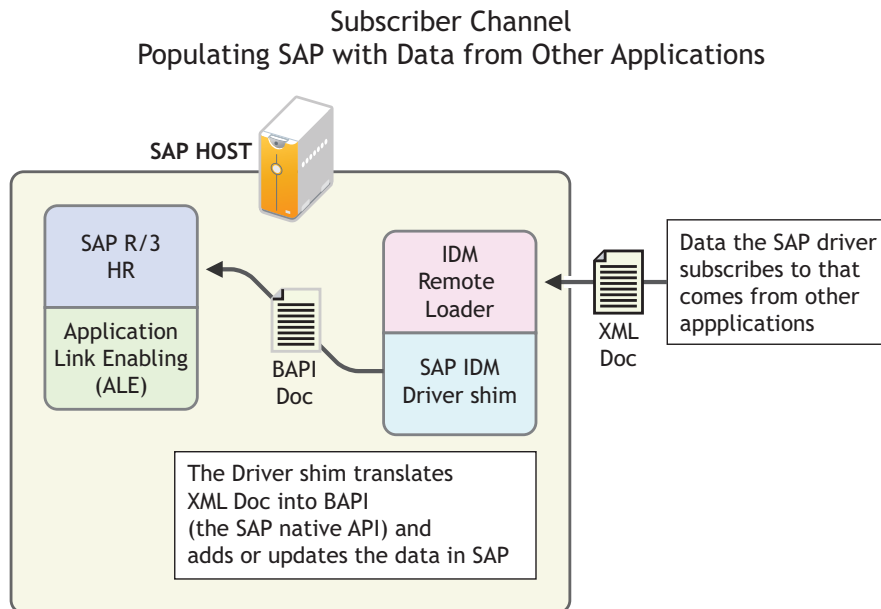 Subscriber Channel
Populating SAP with Data from Other Applications
SAP HOST
SAP R/3
HR
Application
Link Enabling
(ALE)
BAPI
Doc
IDM
Remote
Loader
SAP IDM
Driver shim
XML
Doc
Data the SAP driver
subscribes to that
comes from other
appplications
The Driver shim translates
XML Doc into BAPI
(the SAP native API) and
adds or updates the data in SAP